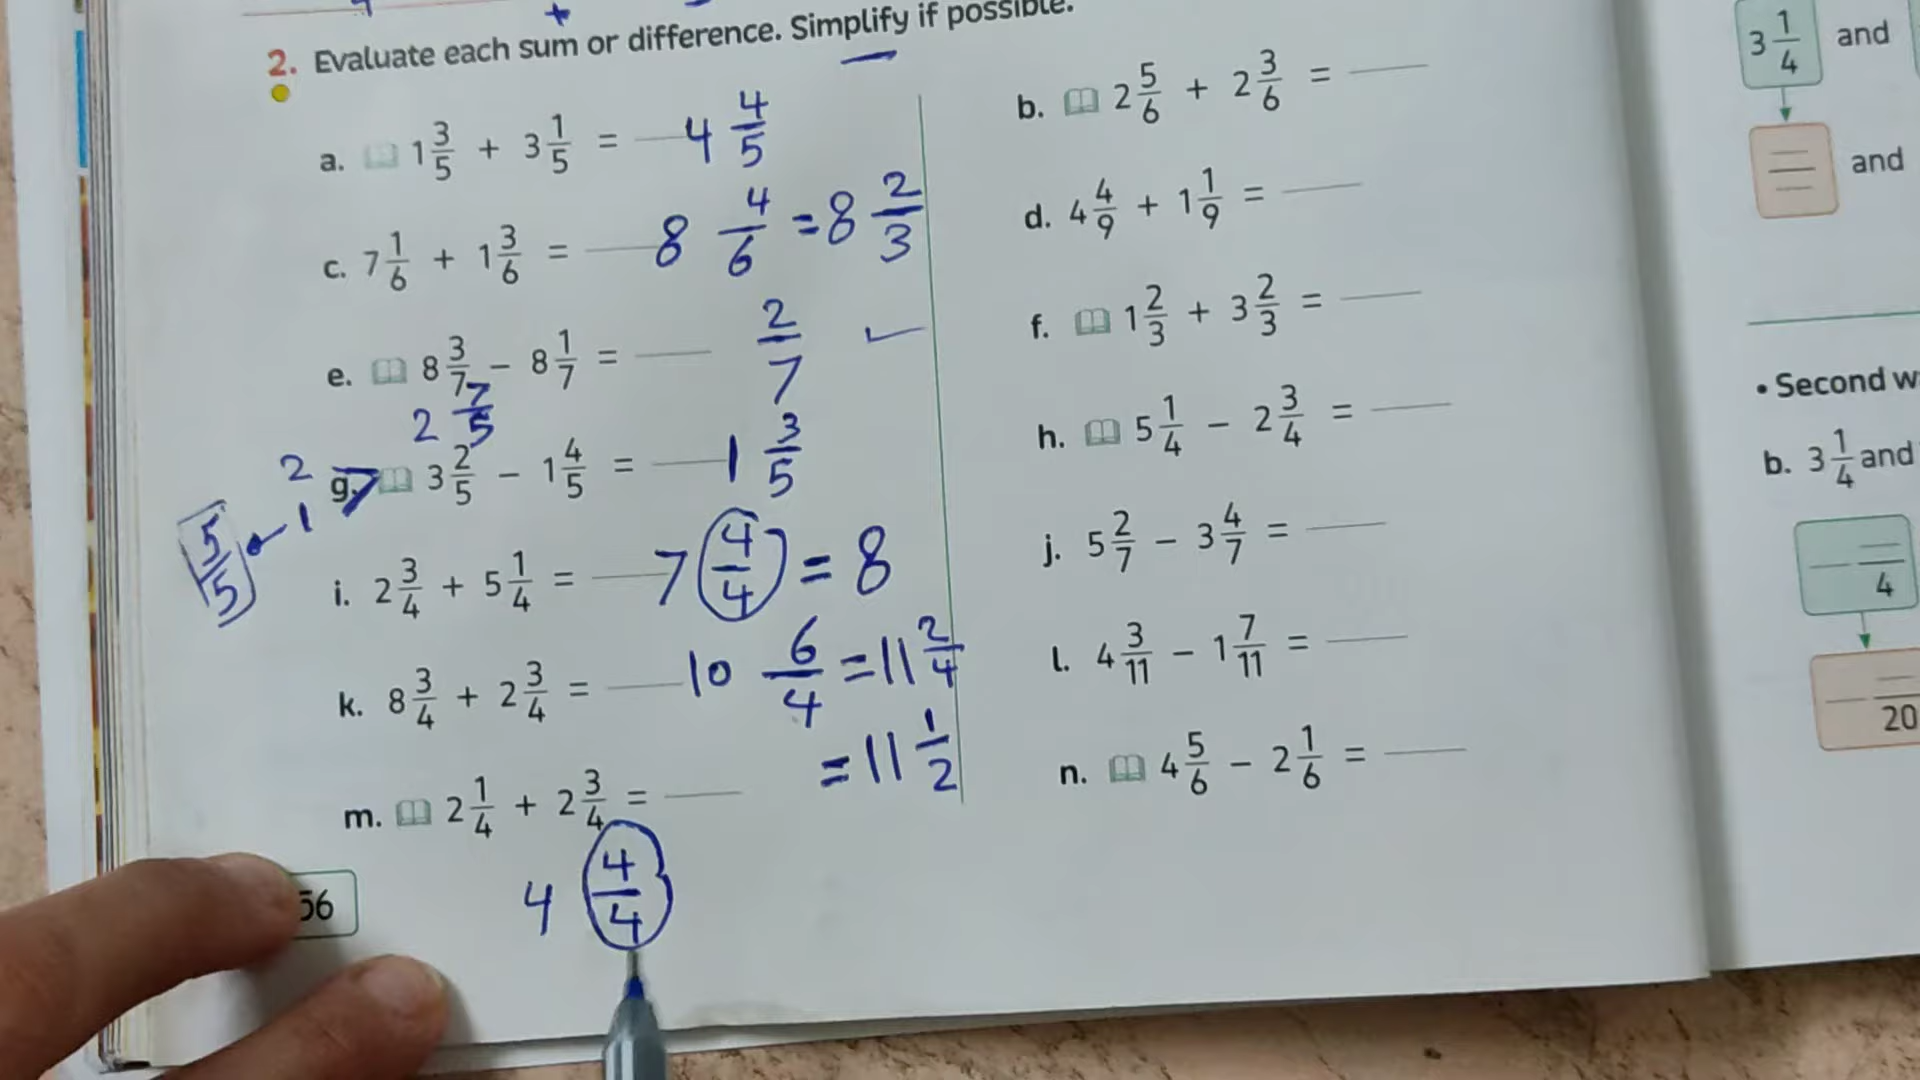 2. Evaluate each sum or difference. Simplify if possible.
a. 1 3/5 + 3 1/5 = 4 4/5
c. 7 1/6 + 1 3/6 = 8 4/6 = 8 2/3
e. 8 3/7 − 8 1/7 = 2/7
2 7/5
g. 3 2/5 − 1 4/5 = 1 3/5
2
1
5/5
i. 2 3/4 + 5 1/4 = 7 4/4 = 8
k. 8 3/4 + 2 3/4 = 10 6/4 = 11 2/4
= 11 1/2
m. 2 1/4 + 2 3/4 =
4 4/4
56
b. 2 5/6 + 2 3/6 =
d. 4 4/9 + 1 1/9 =
f. 1 2/3 + 3 2/3 =
h. 5 1/4 − 2 3/4 =
j. 5 2/7 − 3 4/7 =
l. 4 3/11 − 1 7/11 =
n. 4 5/6 − 2 1/6 =
3 1/4 and
and
• Second
b. 3 1/4 and
4
20